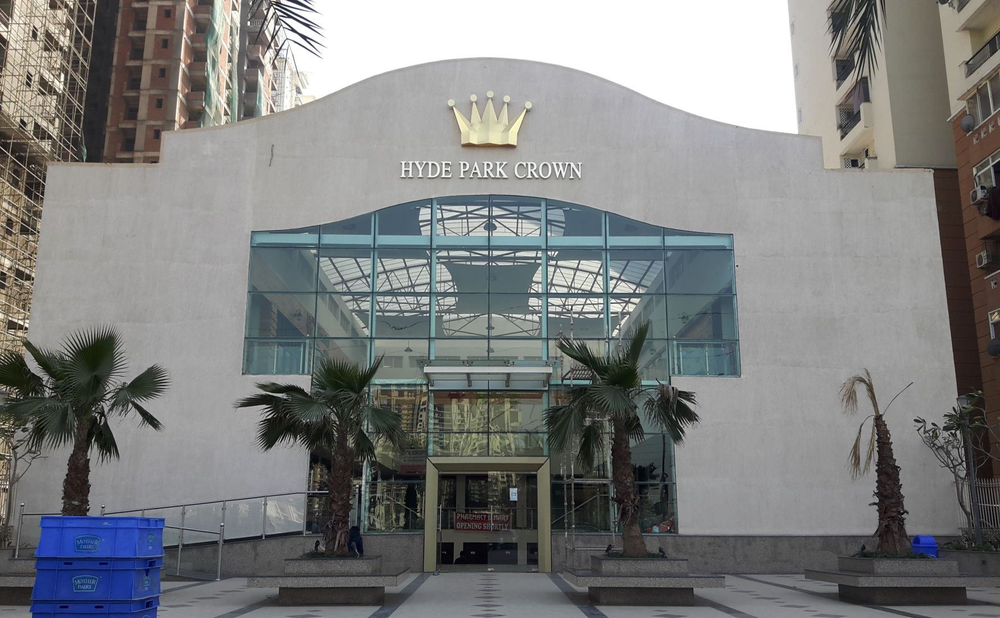 HYDE PARK CROWN
PHARMACY & MART
OPENING SHORTLY
MOTHER
DAIRY
MOTHER
DAIRY